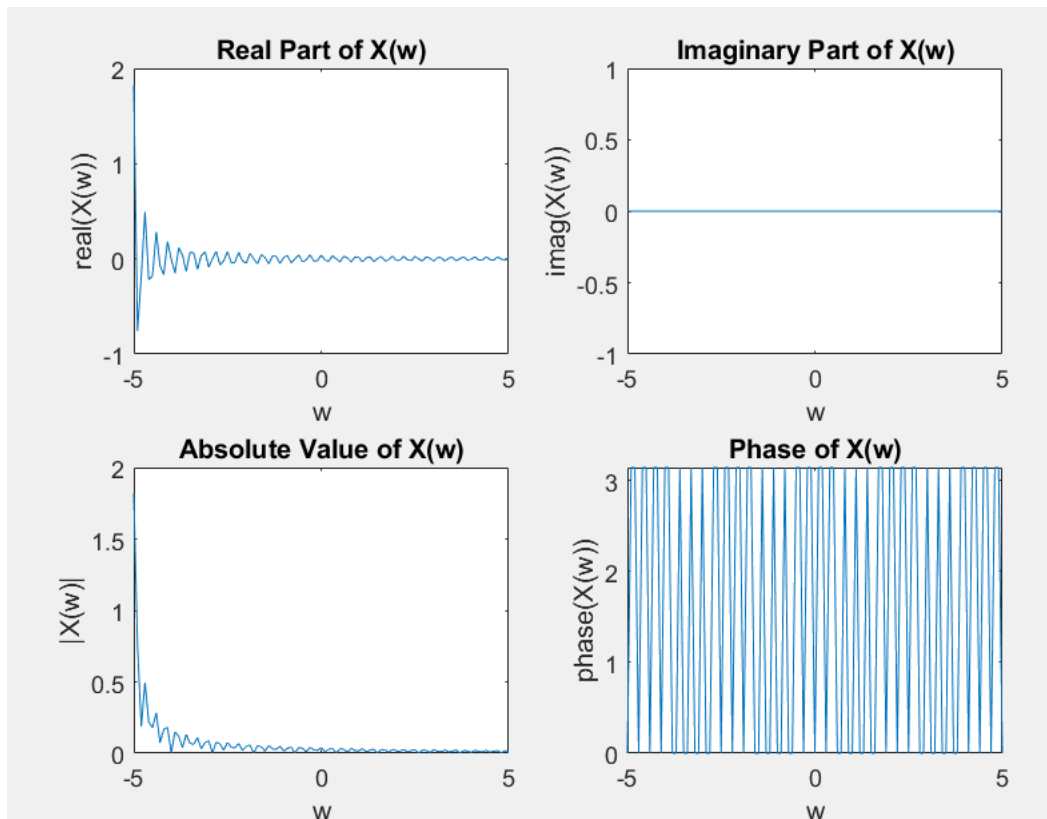 Real Part of X(w)
2
1
0
-1
real(X(w))
-5
0
5
w
Imaginary Part of X(w)
1
0.5
0
-0.5
-1
imag(X(w))
-5
0
5
w
Absolute Value of X(w)
2
1.5
1
0.5
0
|X(w)|
-5
0
5
w
Phase of X(w)
3
2
1
0
phase(X(w))
-5
0
5
w